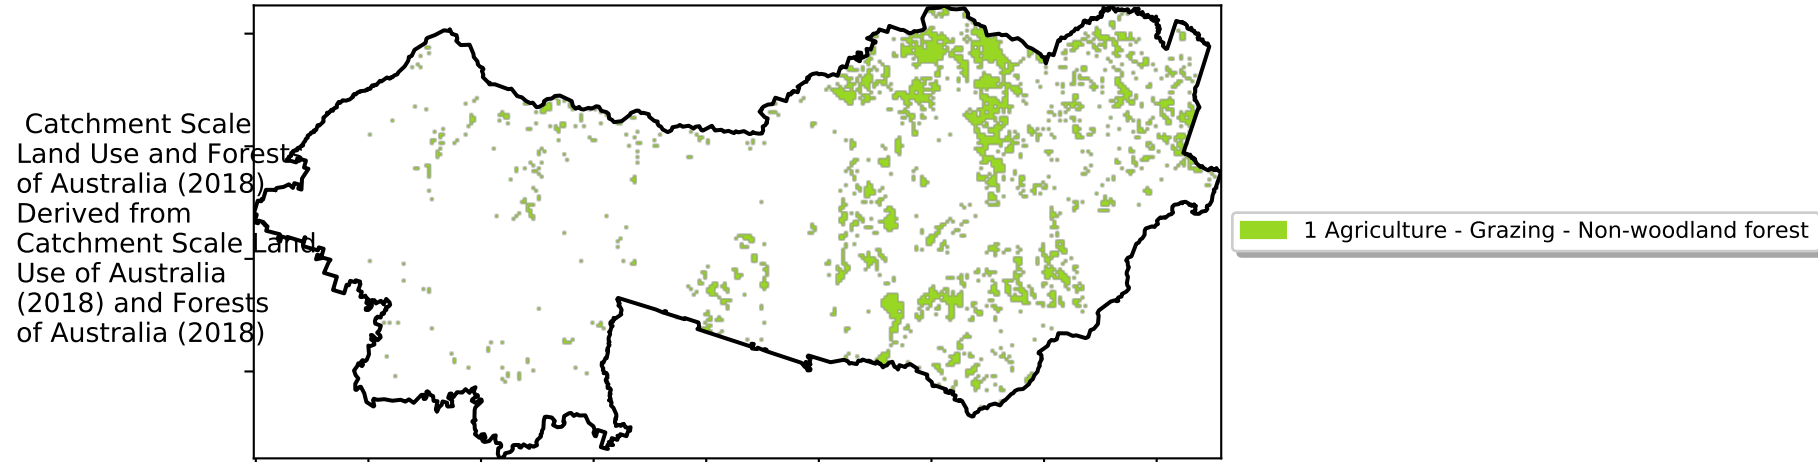 Catchment Scale
Land Use and Forests
of Australia (2018)
Derived from
Catchment Scale Land
Use of Australia
(2018) and Forests
of Australia (2018)
1 Agriculture - Grazing - Non-woodland forest